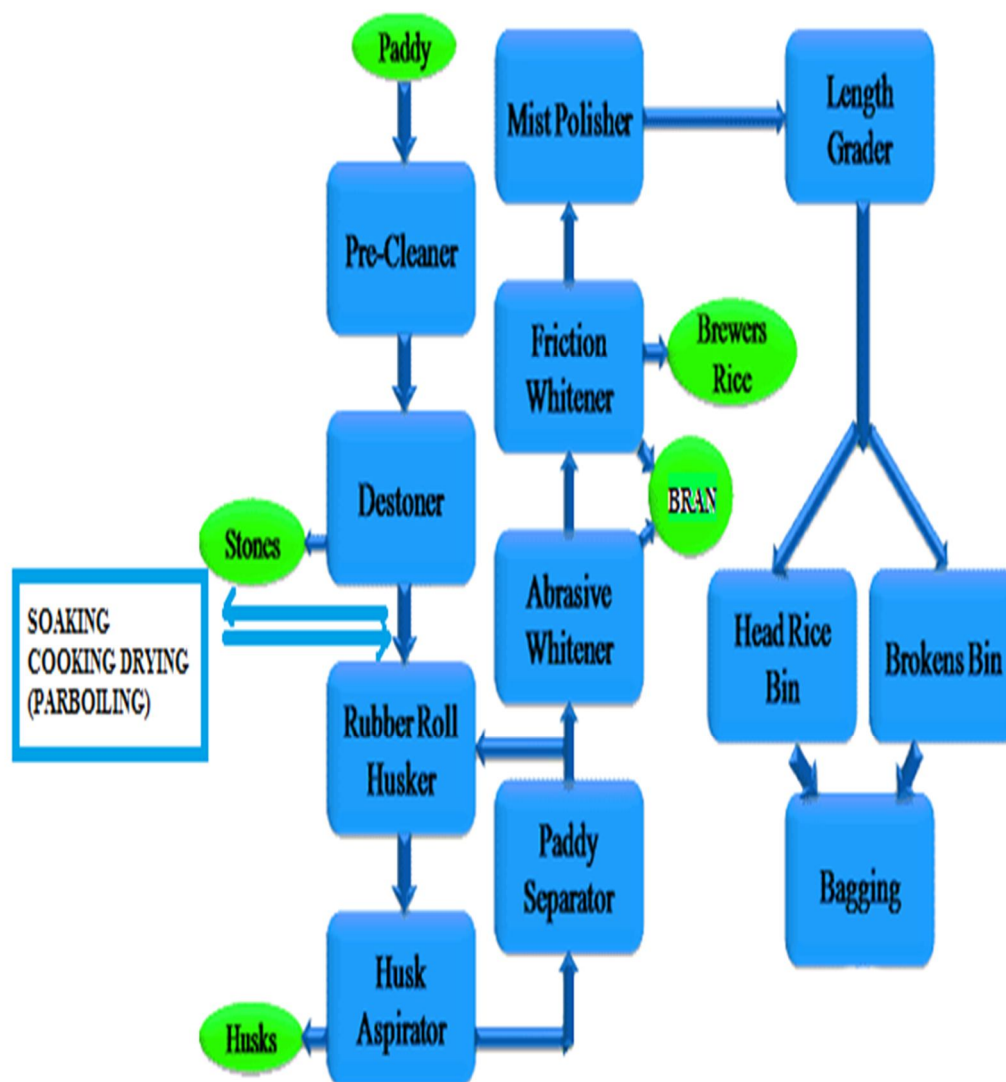 Paddy
Pre-Cleaner
Destoner
Stones
SOAKING
COOKING DRYING
(PARBOILING)
Rubber Roll
Husker
Husk
Aspirator
Husks
Paddy
Separator
Abrasive
Whitener
BRAN
Friction
Whitener
Brewers
Rice
Mist Polisher
Length
Grader
Head Rice
Bin
Brokens Bin
Bagging